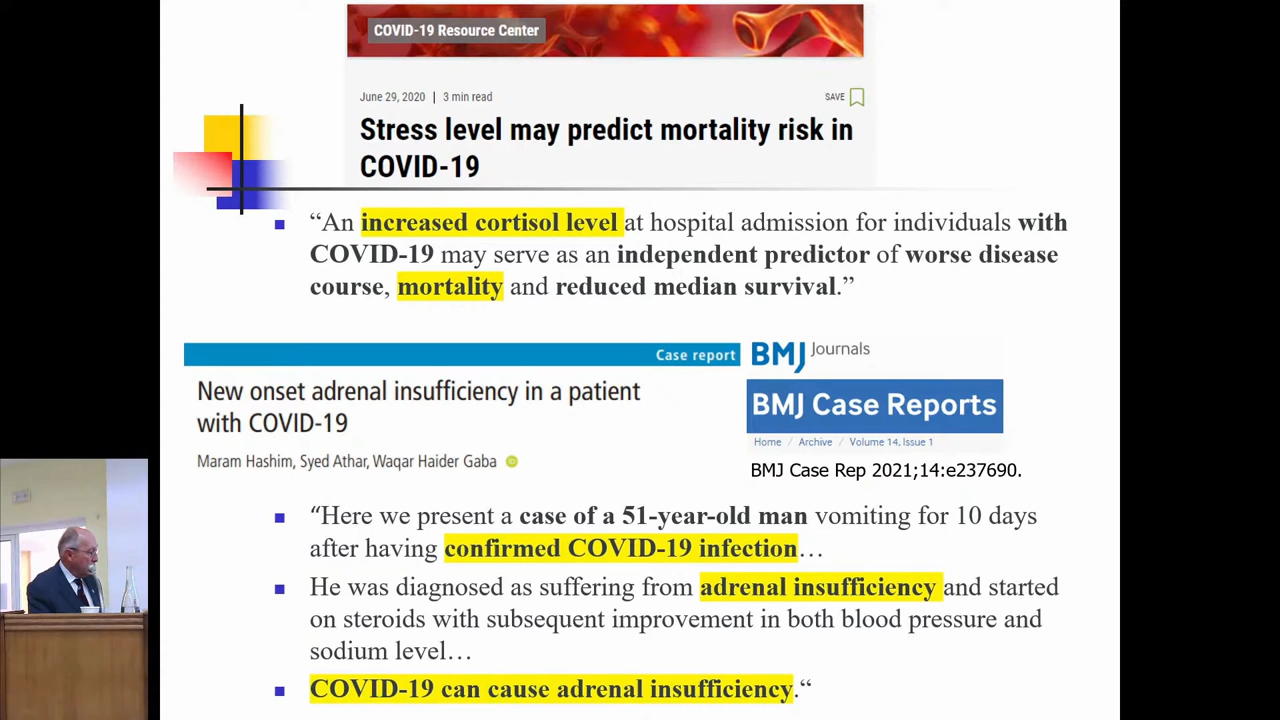 COVID-19 Resource Center
June 29, 2020 | 3 min read
SAVE
Stress level may predict mortality risk in
COVID-19
“An increased cortisol level at hospital admission for individuals with
COVID-19 may serve as an independent predictor of worse disease
course, mortality and reduced median survival.”
Case report
BMJ Journals
New onset adrenal insufficiency in a patient
with COVID-19
BMJ Case Reports
Home / Archive / Volume 14, Issue 1
Maram Hashim, Syed Athar, Waqar Haider Gaba
BMJ Case Rep 2021;14:e237690.
“Here we present a case of a 51-year-old man vomiting for 10 days
after having confirmed COVID-19 infection…
He was diagnosed as suffering from adrenal insufficiency and started
on steroids with subsequent improvement in both blood pressure and
sodium level…
COVID-19 can cause adrenal insufficiency.“